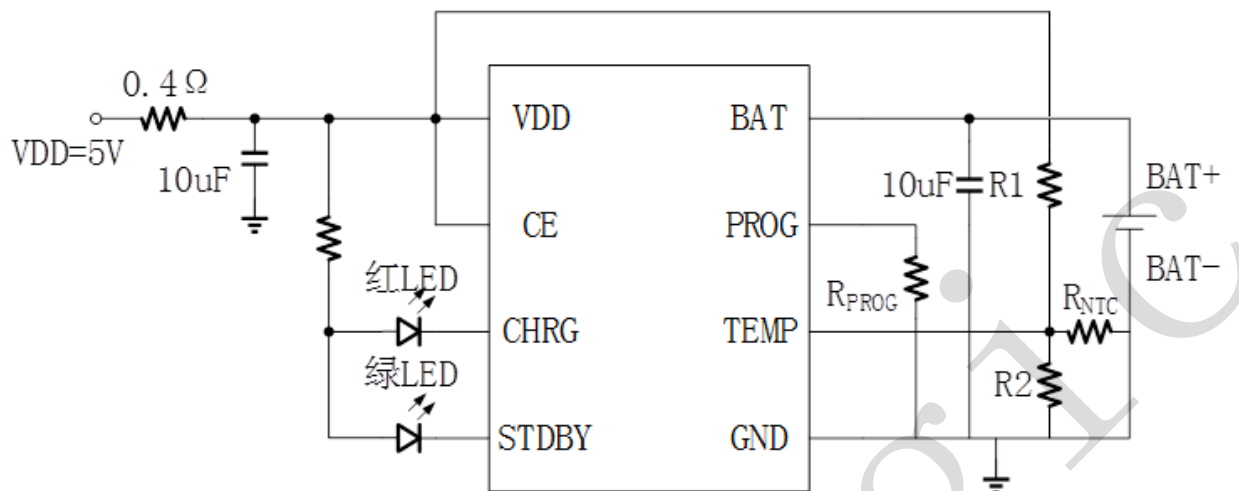 0.4Ω
VDD=5V
10uF
红LED
绿LED
VDD
CE
CHRG
STDBY
BAT
PROG
TEMP
GND
R_PROG
10uF
R1
R2
R_NTC
BAT+
BAT-
ric